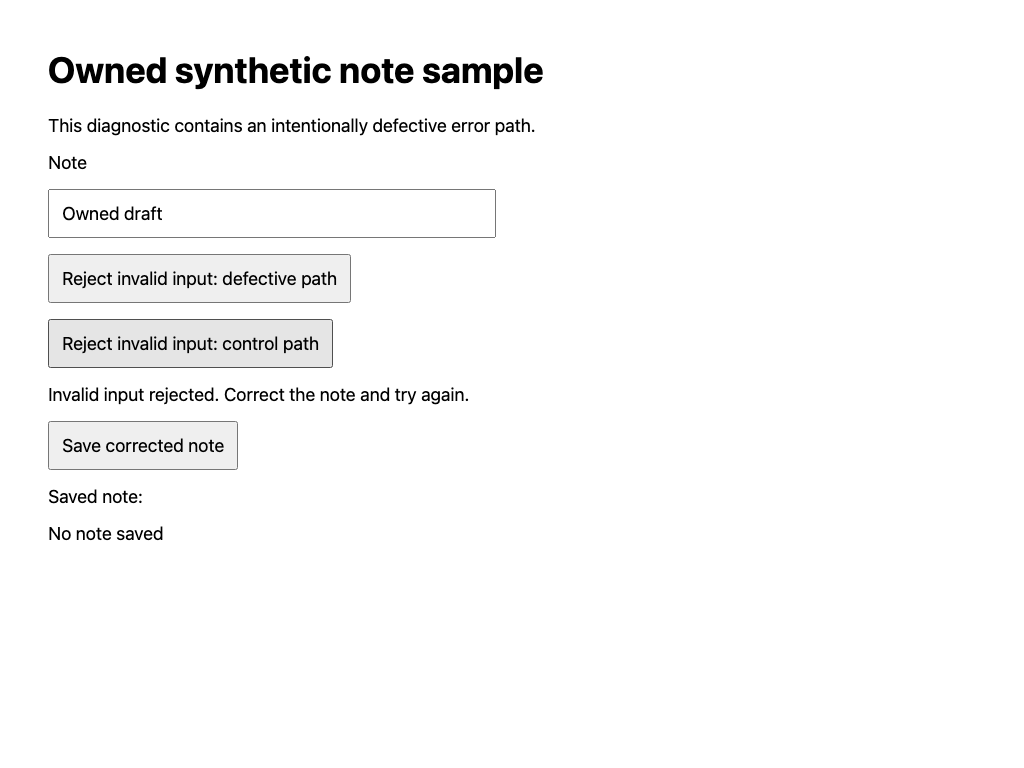 Owned synthetic note sample
This diagnostic contains an intentionally defective error path.
Note
Owned draft
Reject invalid input: defective path
Reject invalid input: control path
Invalid input rejected. Correct the note and try again.
Save corrected note
Saved note:
No note saved